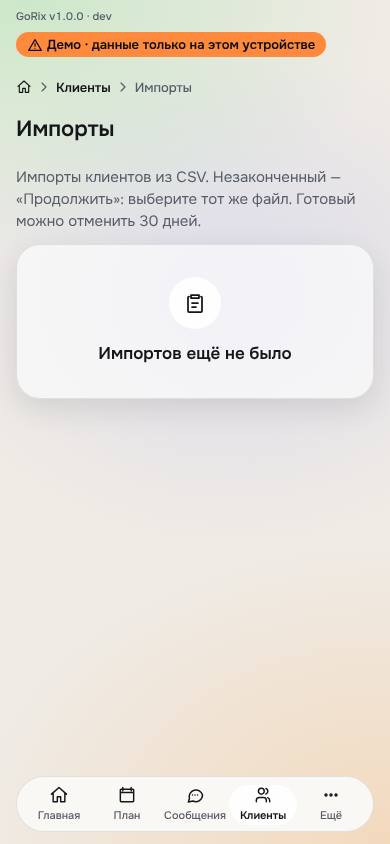 GoRix v1.0.0 · dev
Демо · данные только на этом устройстве
Клиенты Импорты
Импорты
Импорты клиентов из CSV. Незаконченный —
«Продолжить»: выберите тот же файл. Готовый
можно отменить 30 дней.
Импортов ещё не было
Главная План Сообщения Клиенты Ещё